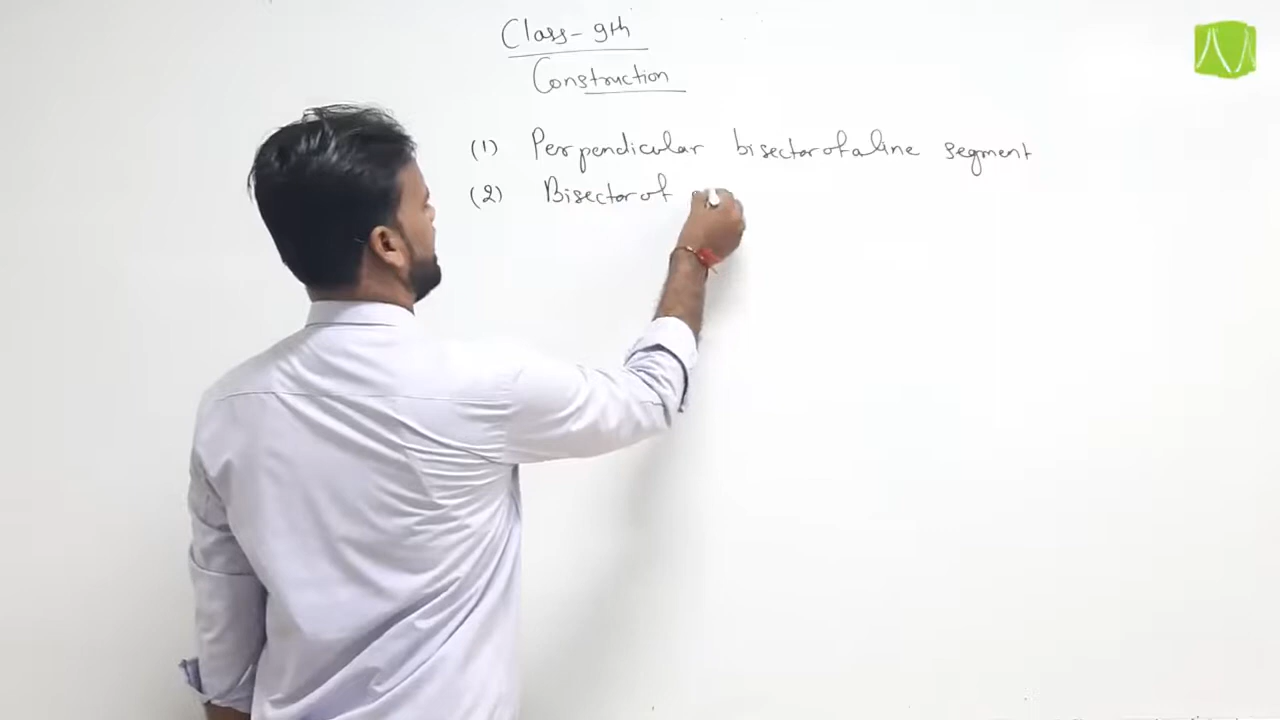 Class - 9th
Construction
(1) Perpendicular bisector of a line segment
(2) Bisector of